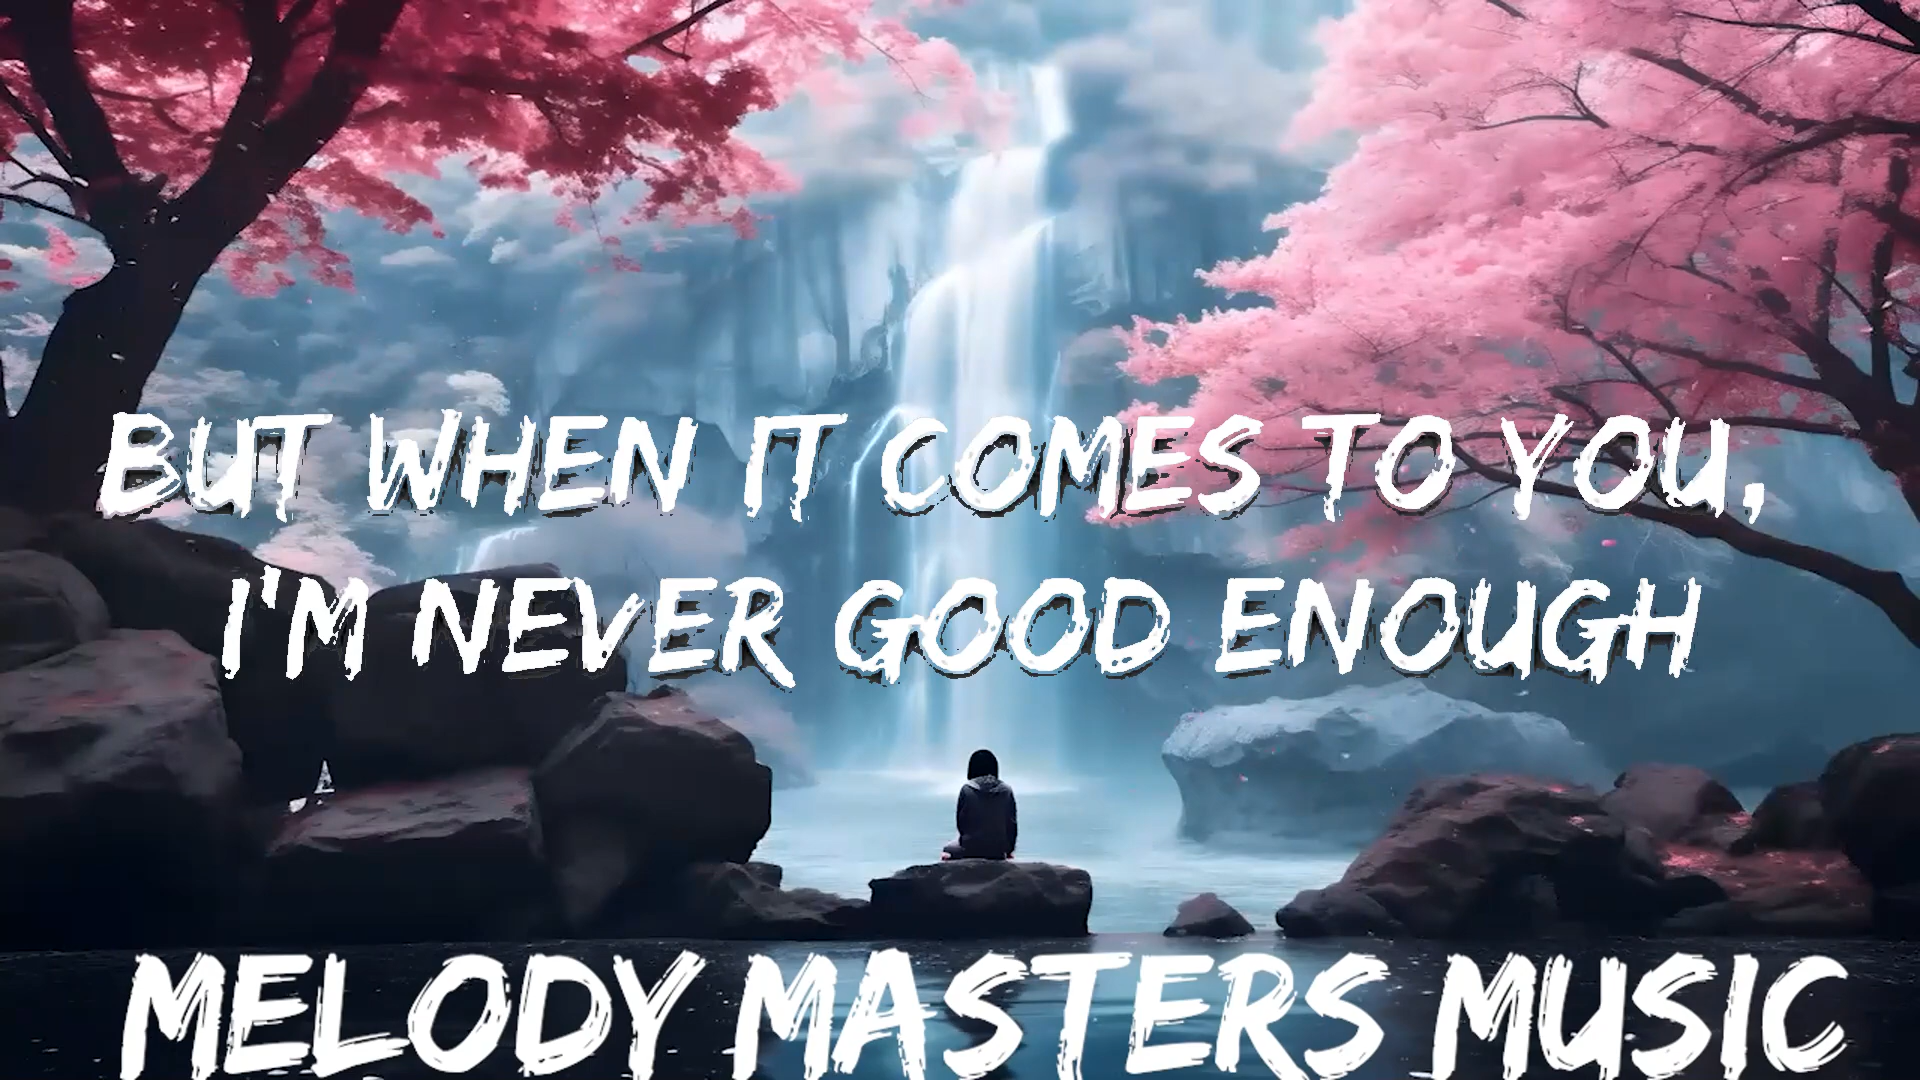 BUT WHEN IT COMES TO YOU,
I'M NEVER GOOD ENOUGH
MELODY MASTERS MUSIC